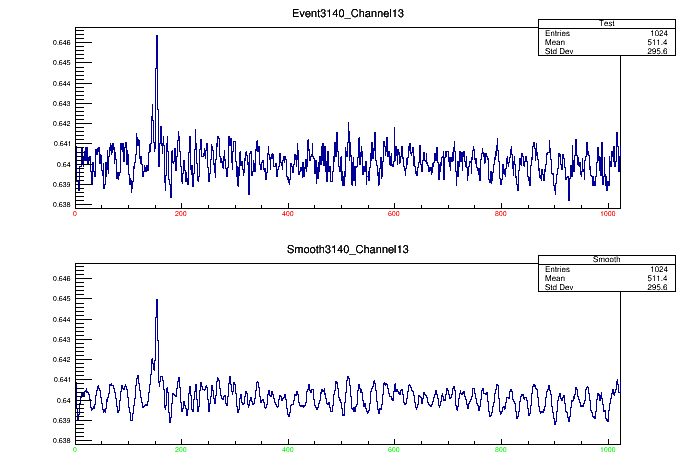 Event3140_Channel13
Test
Entries 1024
Mean 511.4
Std Dev 295.6
0.646
0.645
0.644
0.643
0.642
0.641
0.64
0.639
0.638
0 200 400 600 800 1000
Smooth3140_Channel13
Smooth
Entries 1024
Mean 511.4
Std Dev 295.6
0.646
0.645
0.644
0.643
0.642
0.641
0.64
0.639
0.638
0 200 400 600 800 1000